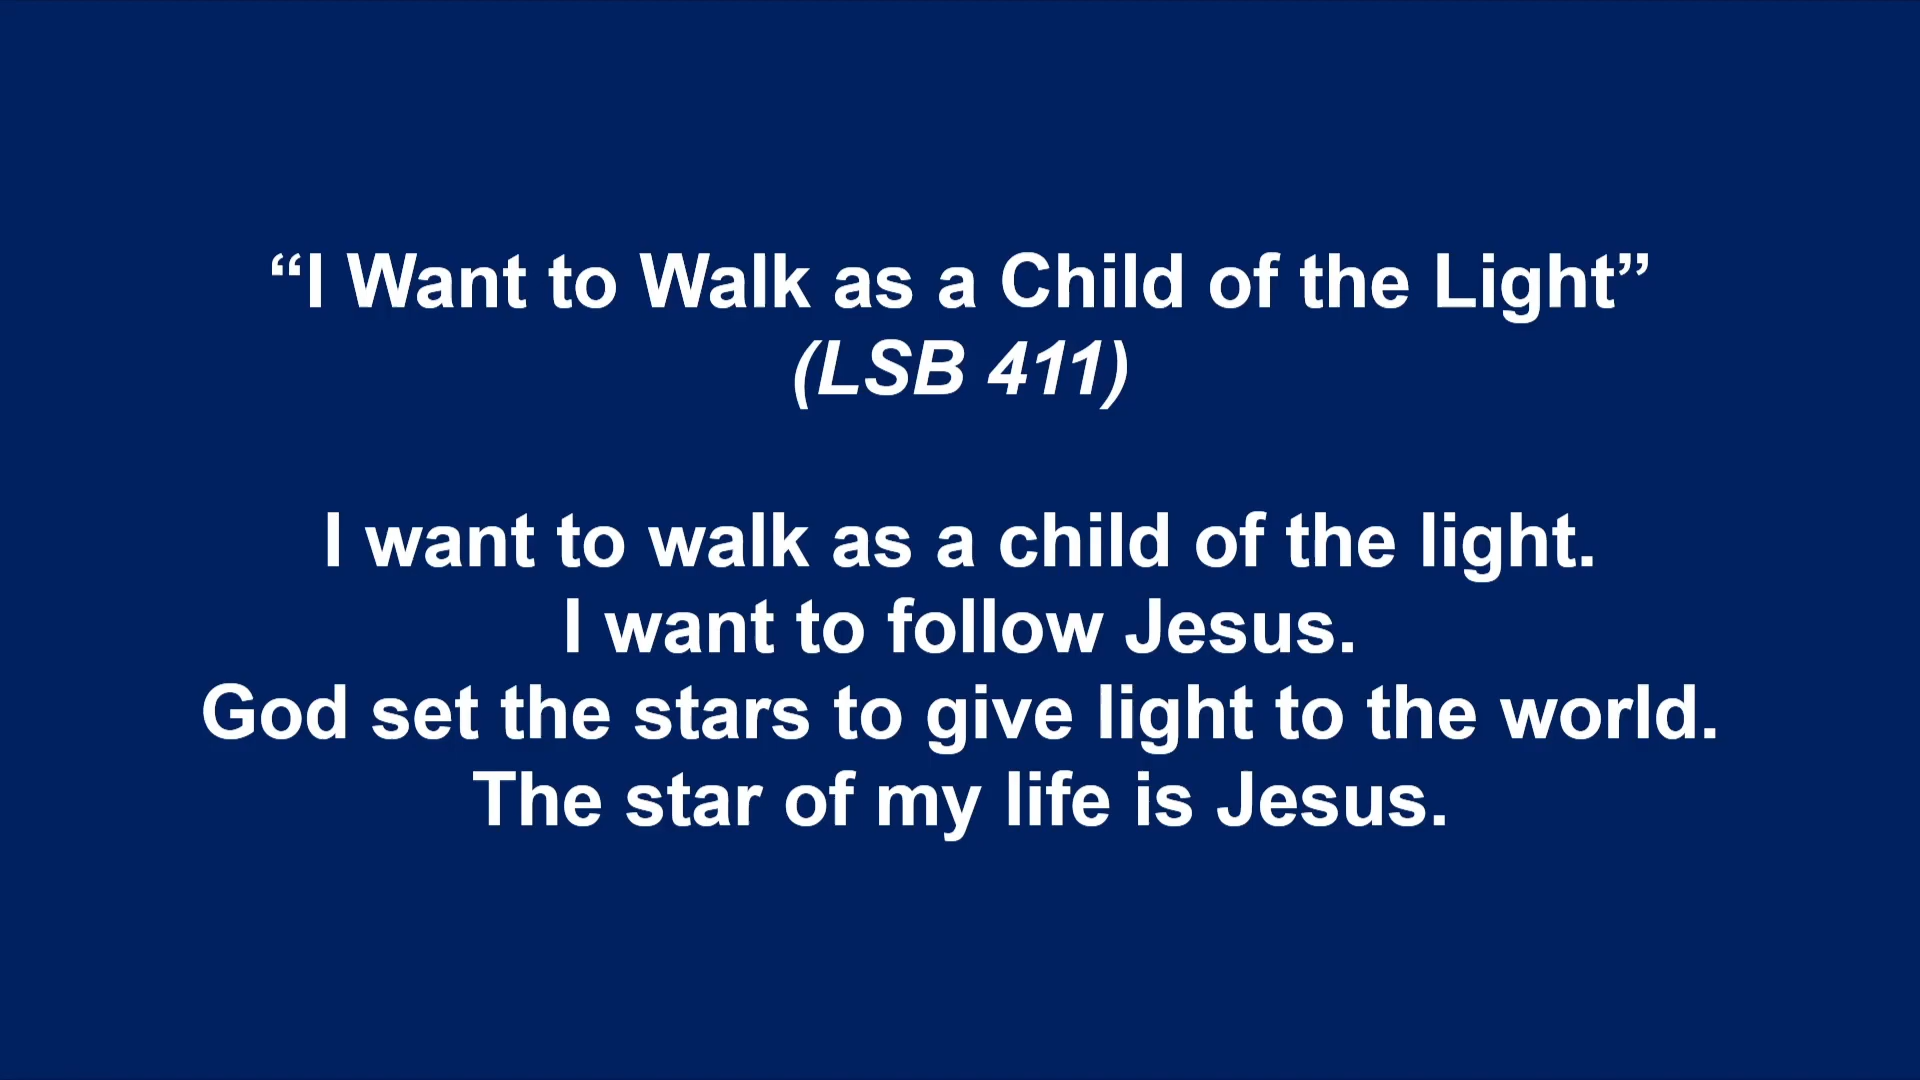 “I Want to Walk as a Child of the Light”
(LSB 411)
I want to walk as a child of the light.
I want to follow Jesus.
God set the stars to give light to the world.
The star of my life is Jesus.